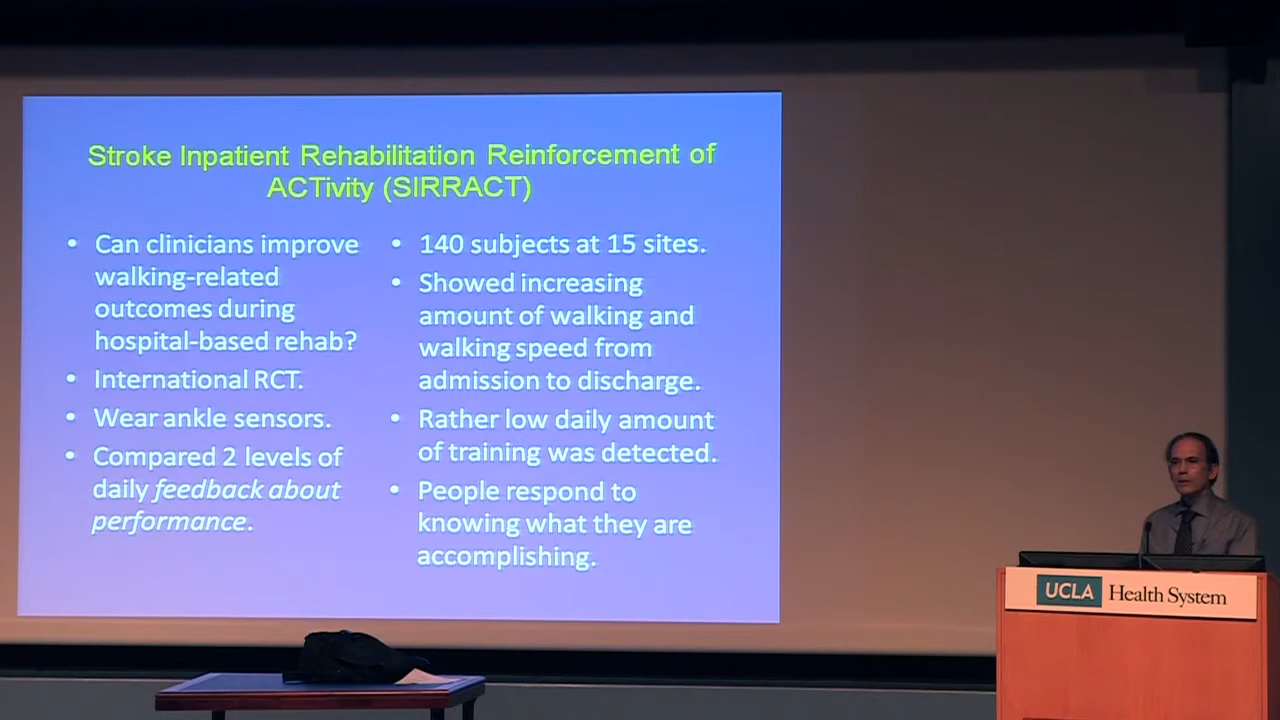 Stroke Inpatient Rehabilitation Reinforcement of
ACTivity (SIRRACT)
• Can clinicians improve
walking-related
outcomes during
hospital-based rehab?
• International RCT.
• Wear ankle sensors.
• Compared 2 levels of
daily feedback about
performance.
• 140 subjects at 15 sites.
• Showed increasing
amount of walking and
walking speed from
admission to discharge.
• Rather low daily amount
of training was detected.
• People respond to
knowing what they are
accomplishing.
UCLA Health System